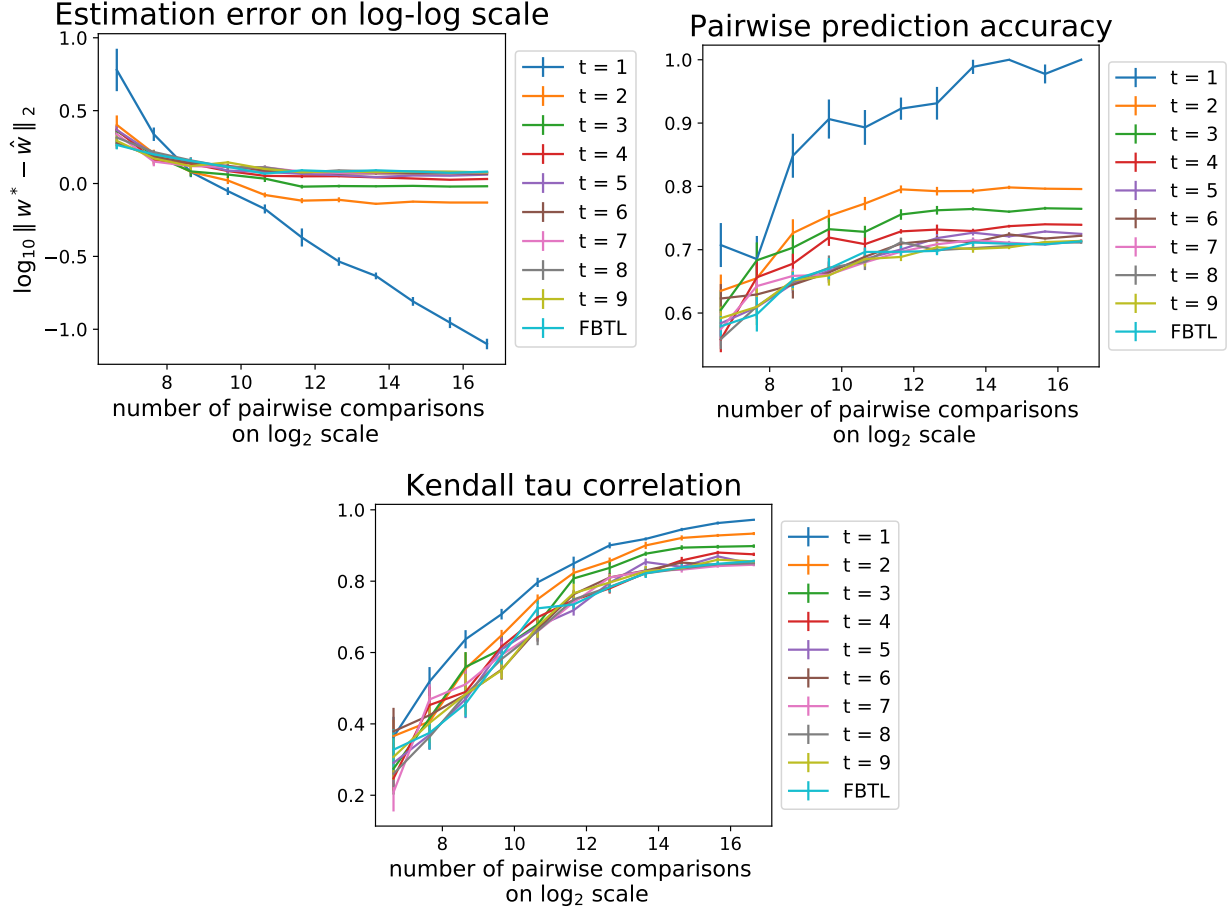 Estimation error on log-log scale
1.0
0.5
0.0
−0.5
−1.0
log10 ∥ w* − ŵ ∥ 2
8 10 12 14 16
number of pairwise comparisons
on log2 scale
t = 1
t = 2
t = 3
t = 4
t = 5
t = 6
t = 7
t = 8
t = 9
FBTL
Pairwise prediction accuracy
1.0
0.9
0.8
0.7
0.6
8 10 12 14 16
number of pairwise comparisons
on log2 scale
t = 1
t = 2
t = 3
t = 4
t = 5
t = 6
t = 7
t = 8
t = 9
FBTL
Kendall tau correlation
1.0
0.8
0.6
0.4
0.2
8 10 12 14 16
number of pairwise comparisons
on log2 scale
t = 1
t = 2
t = 3
t = 4
t = 5
t = 6
t = 7
t = 8
t = 9
FBTL